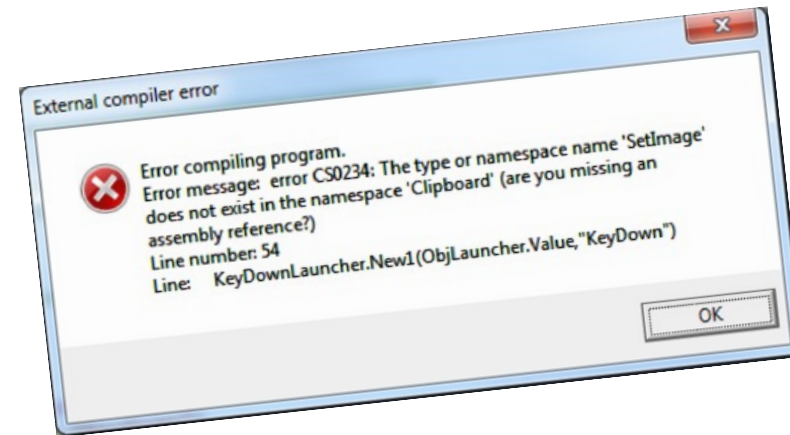 External compiler error
Error compiling program.
Error message:  error CS0234: The type or namespace name 'SetImage'
does not exist in the namespace 'Clipboard' (are you missing an
assembly reference?)
Line number: 54
Line:    KeyDownLauncher.New1(ObjLauncher.Value,"KeyDown")
OK